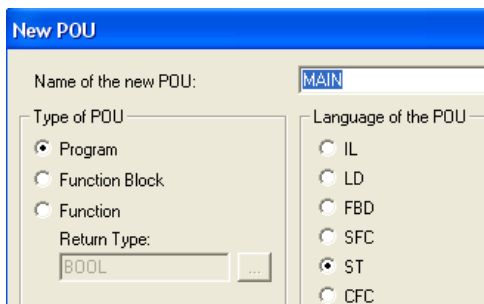 New POU
Name of the new POU:
MAIN
Type of POU
Program
Function Block
Function
Return Type:
BOOL
...
Language of the POU
IL
LD
FBD
SFC
ST
CFC